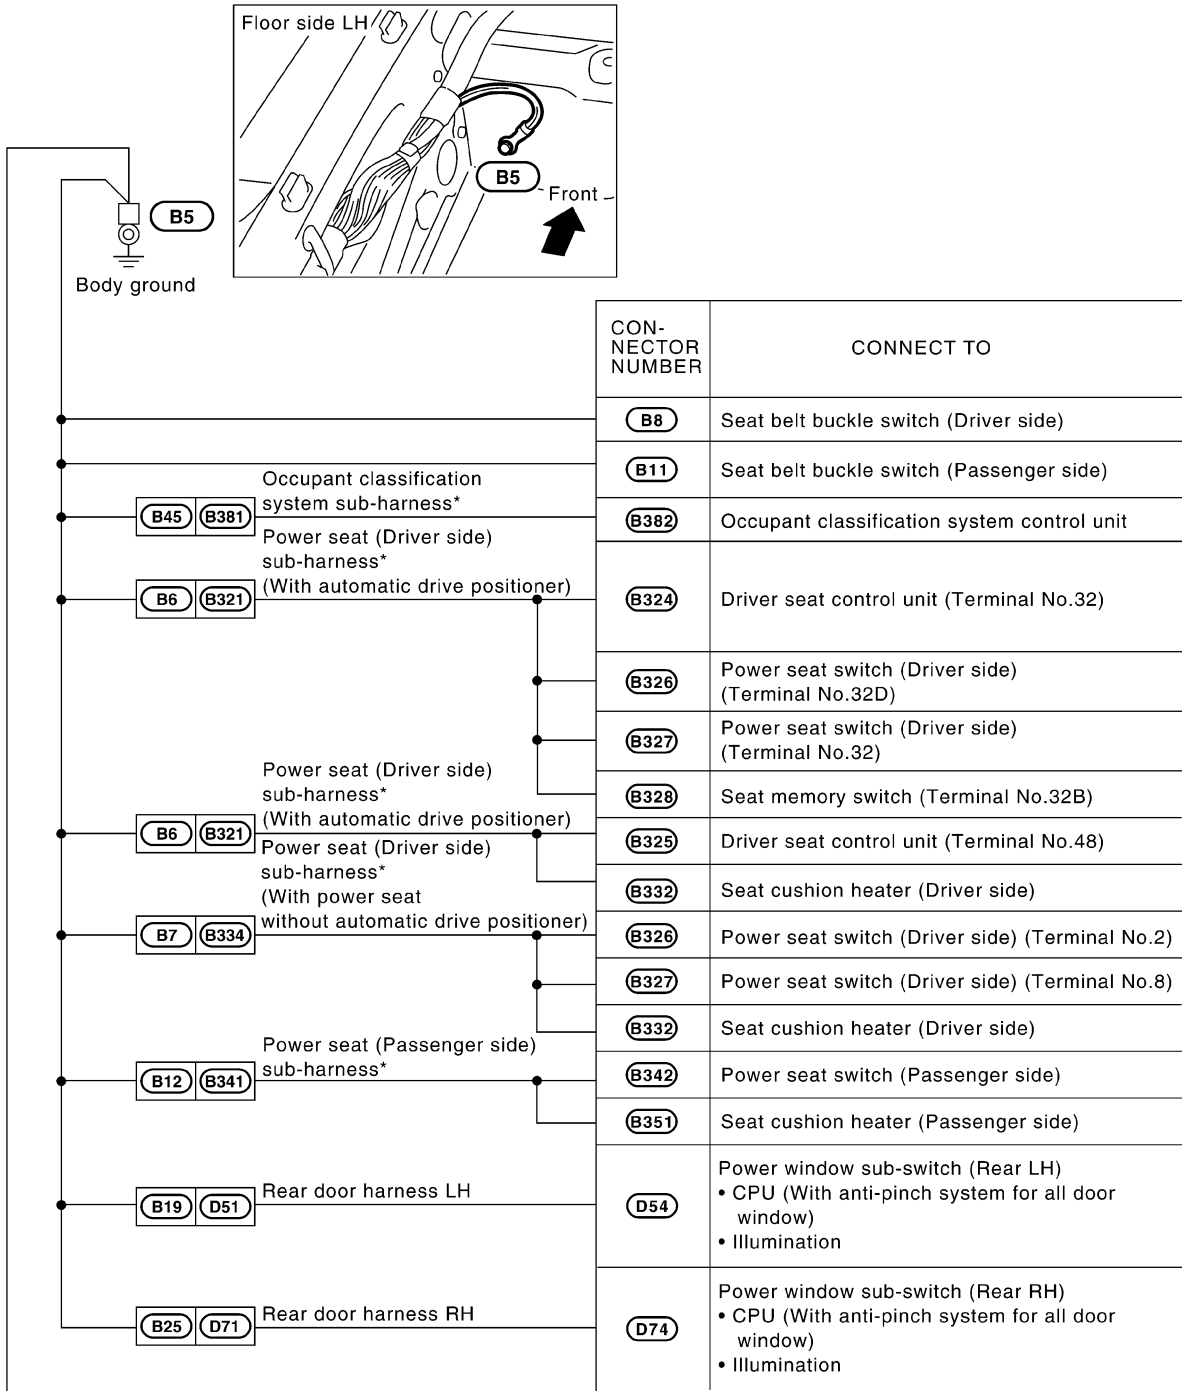 Floor side LH
B5
Front
B5
Body ground
CON-
NECTOR
NUMBER
CONNECT TO
B8
Seat belt buckle switch (Driver side)
B11
Seat belt buckle switch (Passenger side)
Occupant classification
system sub-harness*
B45
B381
B382
Occupant classification system control unit
Power seat (Driver side)
sub-harness*
(With automatic drive positioner)
B6
B321
B324
Driver seat control unit (Terminal No.32)
B326
Power seat switch (Driver side)
(Terminal No.32D)
B327
Power seat switch (Driver side)
(Terminal No.32)
B328
Seat memory switch (Terminal No.32B)
Power seat (Driver side)
sub-harness*
(With automatic drive positioner)
B6
B321
B325
Driver seat control unit (Terminal No.48)
B332
Seat cushion heater (Driver side)
Power seat (Driver side)
sub-harness*
(With power seat
without automatic drive positioner)
B7
B334
B326
Power seat switch (Driver side) (Terminal No.2)
B327
Power seat switch (Driver side) (Terminal No.8)
B332
Seat cushion heater (Driver side)
Power seat (Passenger side)
sub-harness*
B12
B341
B342
Power seat switch (Passenger side)
B351
Seat cushion heater (Passenger side)
Rear door harness LH
B19
D51
D54
Power window sub-switch (Rear LH)
• CPU (With anti-pinch system for all door
window)
• Illumination
Rear door harness RH
B25
D71
D74
Power window sub-switch (Rear RH)
• CPU (With anti-pinch system for all door
window)
• Illumination